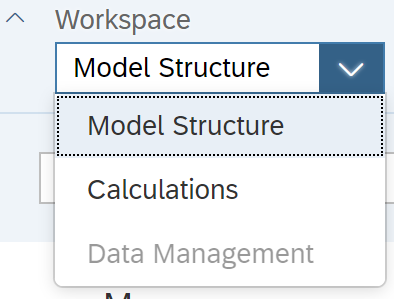 Workspace
Model Structure
Model Structure
Calculations
Data Management